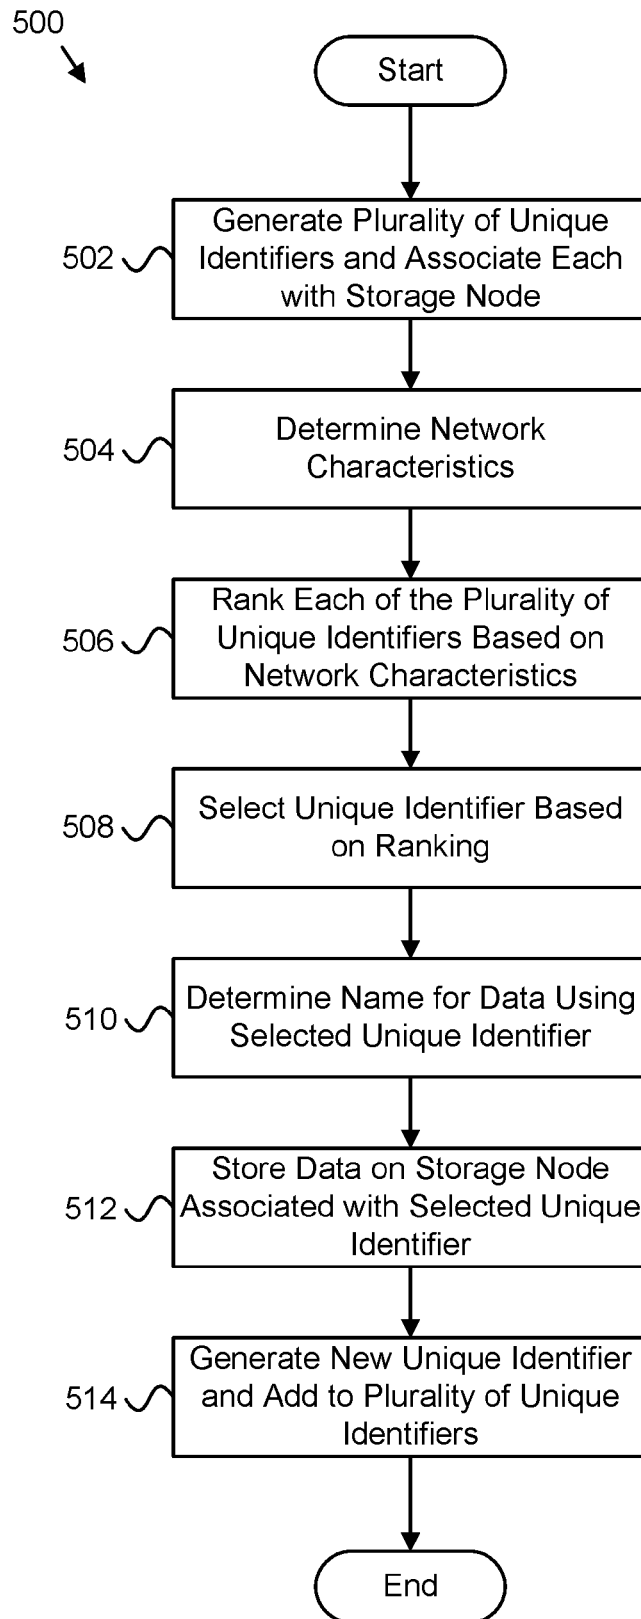 500
Start
502
Generate Plurality of Unique
Identifiers and Associate Each
with Storage Node
504
Determine Network
Characteristics
506
Rank Each of the Plurality of
Unique Identifiers Based on
Network Characteristics
508
Select Unique Identifier Based
on Ranking
510
Determine Name for Data Using
Selected Unique Identifier
512
Store Data on Storage Node
Associated with Selected Unique
Identifier
514
Generate New Unique Identifier
and Add to Plurality of Unique
Identifiers
End